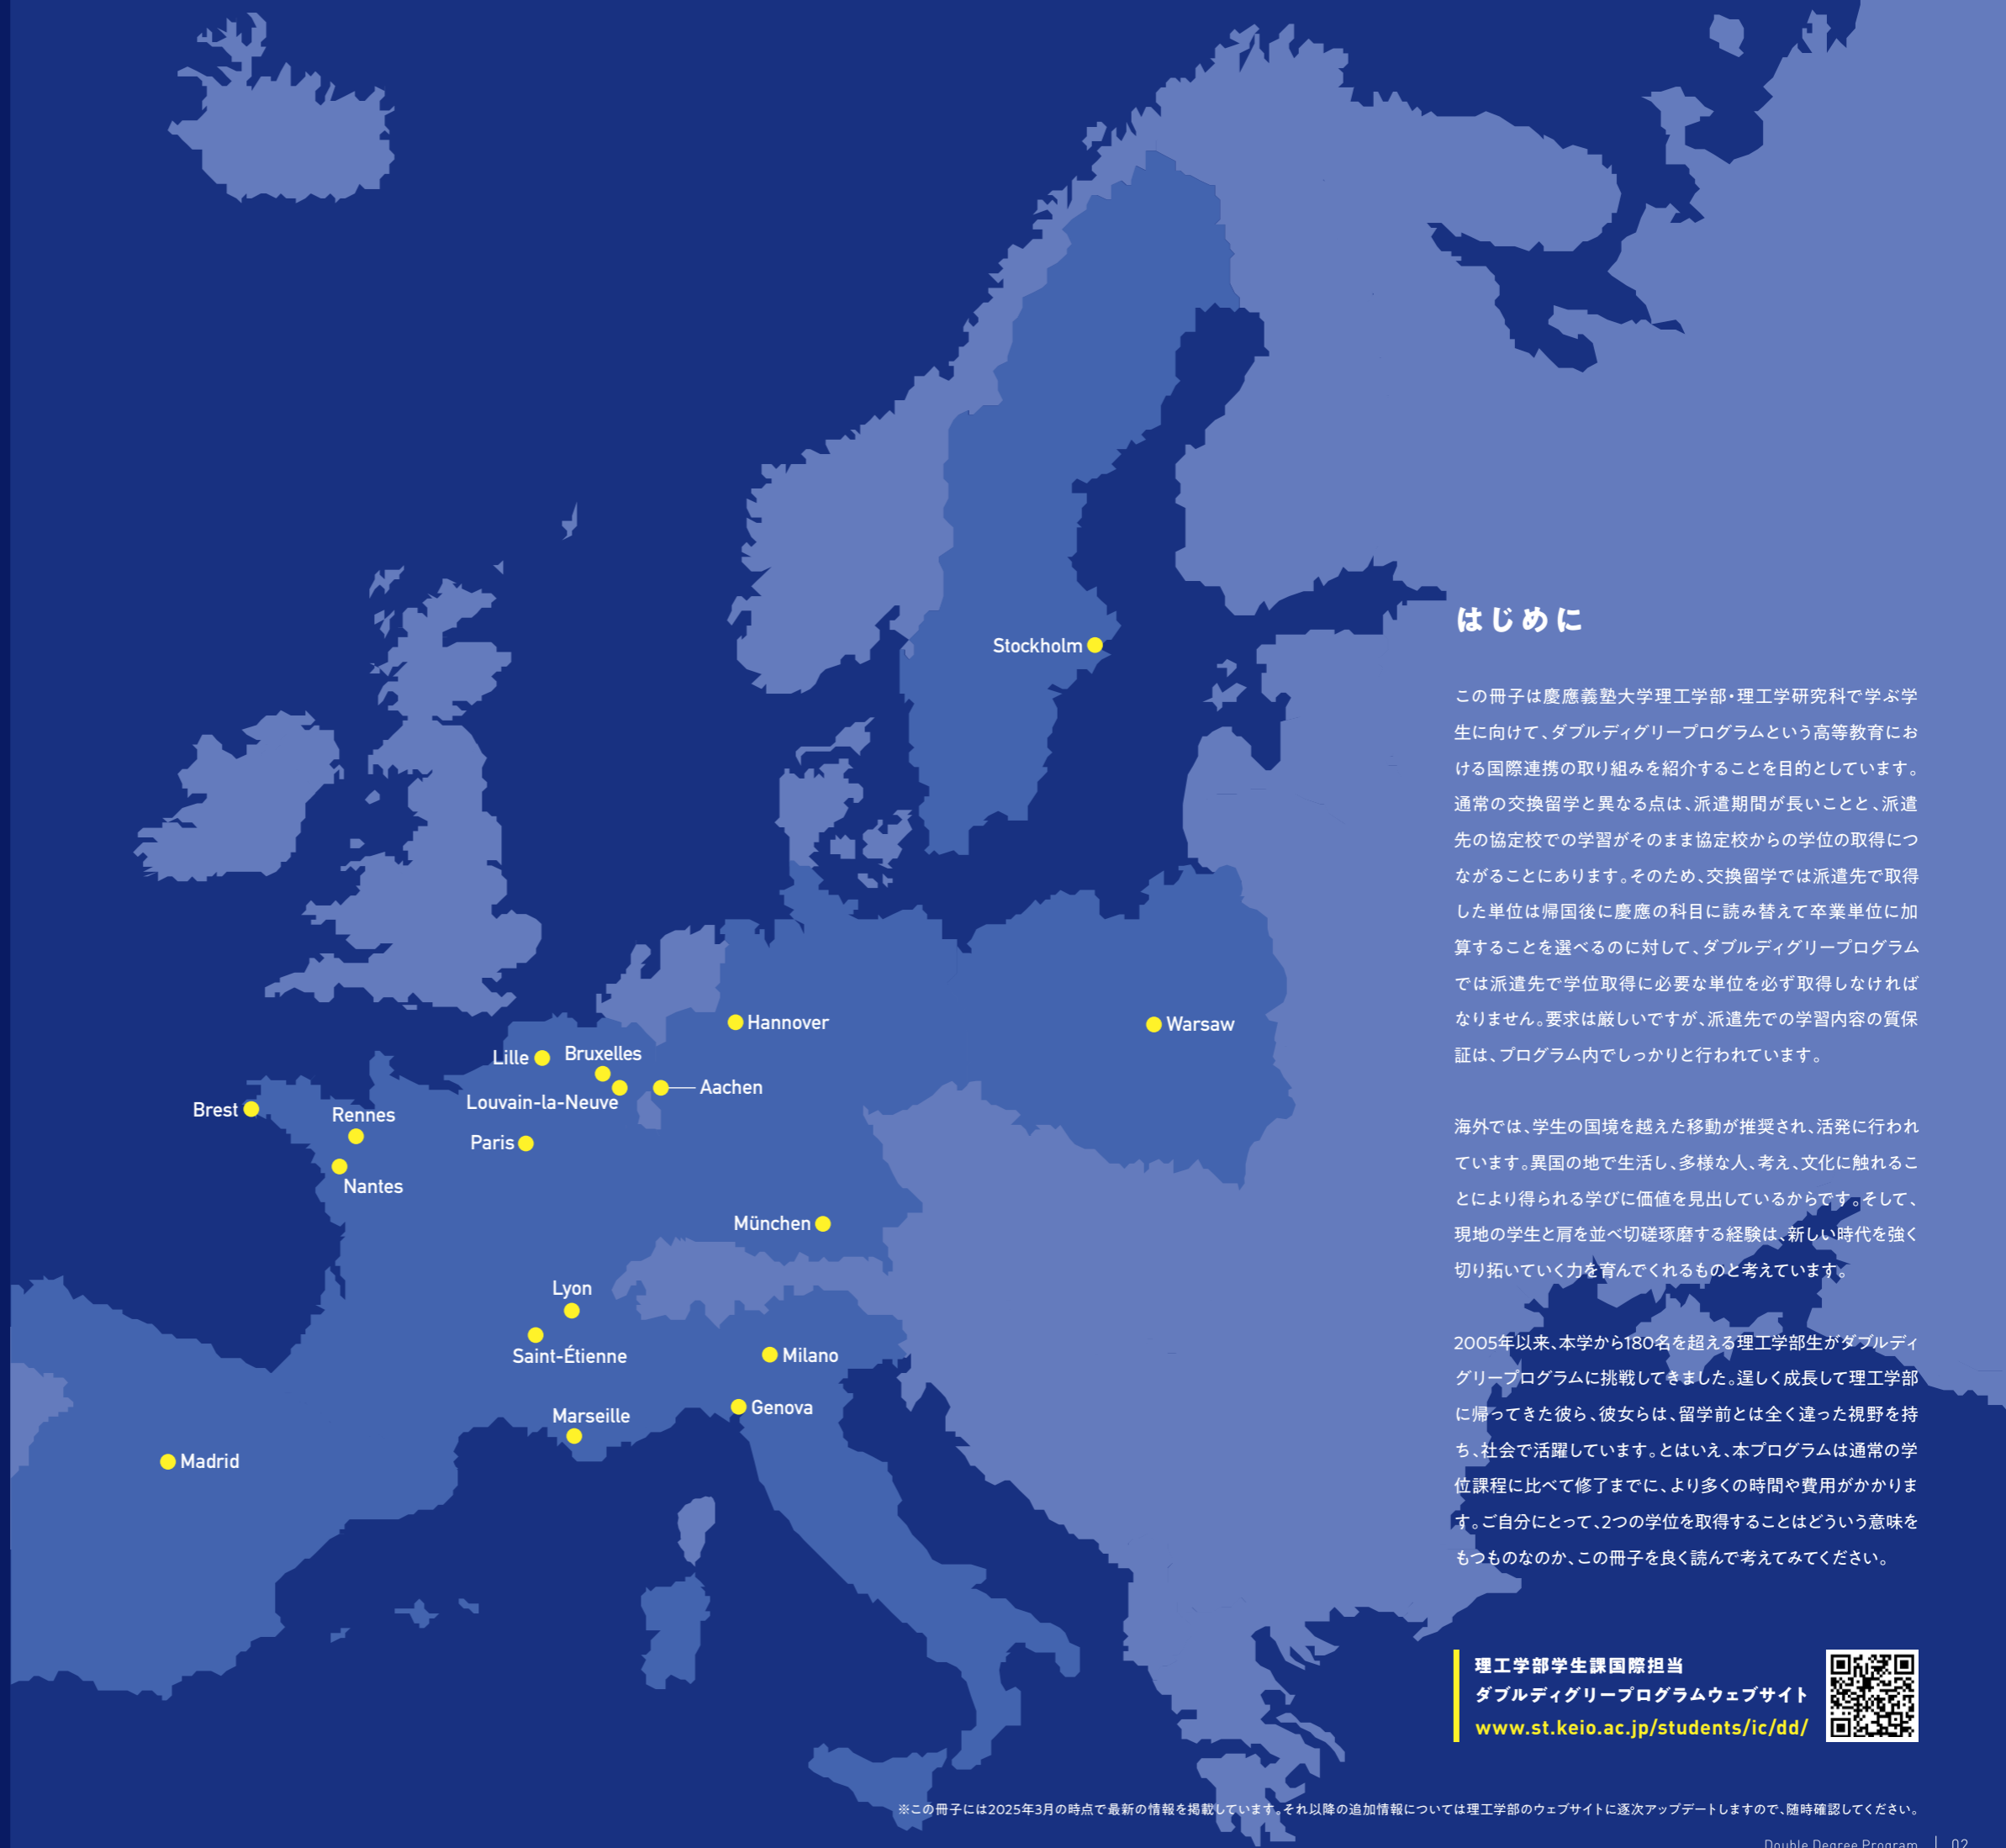 Stockholm
Hannover
Warsaw
Lille
Bruxelles
Aachen
Louvain-la-Neuve
Brest
Rennes
Paris
Nantes
München
Lyon
Saint-Étienne
Milano
Genova
Marseille
Madrid
はじめに
この冊子は慶應義塾大学理工学部・理工学研究科で学ぶ学
生に向けて、ダブルディグリープログラムという高等教育にお
ける国際連携の取り組みを紹介することを目的としています。
通常の交換留学と異なる点は、派遣期間が長いことと、派遣
先の協定校での学習がそのまま協定校からの学位の取得につ
ながることにあります。そのため、交換留学では派遣先で取得
した単位は帰国後に慶應の科目に読み替えて卒業単位に加
算することを選べるのに対して、ダブルディグリープログラム
では派遣先で学位取得に必要な単位を必ず取得しなければ
なりません。要求は厳しいですが、派遣先での学習内容の質保
証は、プログラム内でしっかりと行われています。
海外では、学生の国境を越えた移動が推奨され、活発に行われ
ています。異国の地で生活し、多様な人、考え、文化に触れるこ
とにより得られる学びに価値を見出しているからです。そして、
現地の学生と肩を並べ切磋琢磨する経験は、新しい時代を強く
切り拓いていく力を育んでくれるものと考えています。
2005年以来、本学から180名を超える理工学部生がダブルディ
グリープログラムに挑戦してきました。逞しく成長して理工学部
に帰ってきた彼ら、彼女らは、留学前とは全く違った視野を持
ち、社会で活躍しています。とはいえ、本プログラムは通常の学
位課程に比べて修了までに、より多くの時間や費用がかかりま
す。ご自分にとって、2つの学位を取得することはどういう意味を
もつものなのか、この冊子を良く読んで考えてみてください。
理工学部学生課国際担当
ダブルディグリープログラムウェブサイト
www.st.keio.ac.jp/students/ic/dd/
※この冊子には2025年3月の時点で最新の情報を掲載しています。それ以降の追加情報については理工学部のウェブサイトに逐次アップデートしますので、随時確認してください。
Double Degree Program | 02